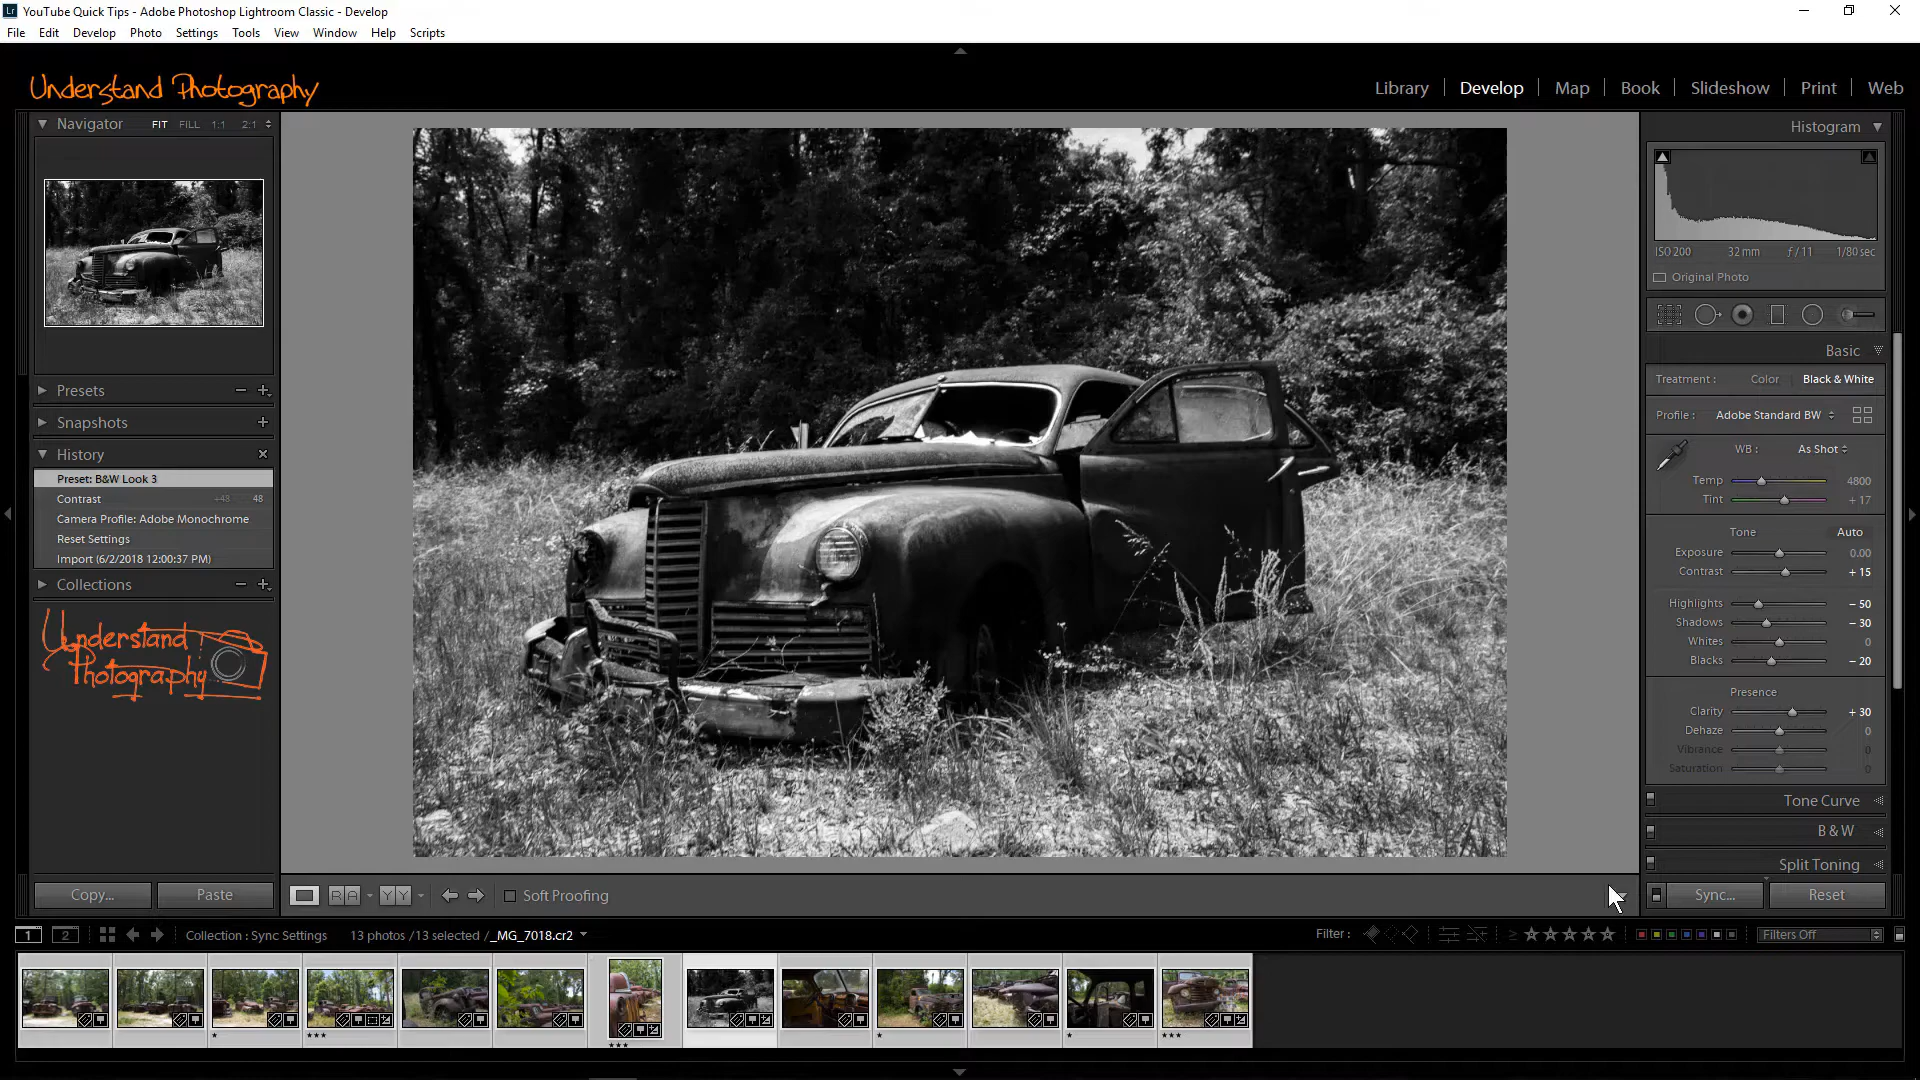 Lr YouTube Quick Tips - Adobe Photoshop Lightroom Classic - Develop
File Edit Develop Photo Settings Tools View Window Help Scripts
Understand Photography
Library Develop Map Book Slideshow Print Web
Navigator FIT FILL 1:1 2:1
Presets
Snapshots
History
Preset: B&W Look 3
Contrast +48 48
Camera Profile: Adobe Monochrome
Reset Settings
Import (6/2/2018 12:00:37 PM)
Collections
Understand
Photography
Copy... Paste
Histogram
ISO 200 32 mm ƒ/11 1/80 sec
Original Photo
Basic
Treatment : Color Black & White
Profile : Adobe Standard BW
WB : As Shot
Temp 4800
Tint + 17
Tone Auto
Exposure 0.00
Contrast + 15
Highlights − 50
Shadows − 30
Whites 0
Blacks − 20
Presence
Clarity + 30
Dehaze 0
Vibrance 0
Saturation 0
Tone Curve
B & W
Split Toning
Sync... Reset
R A Y Y Soft Proofing
1 2 Collection : Sync Settings 13 photos / 13 selected / _MG_7018.cr2 Filter : ≥ Filters Off